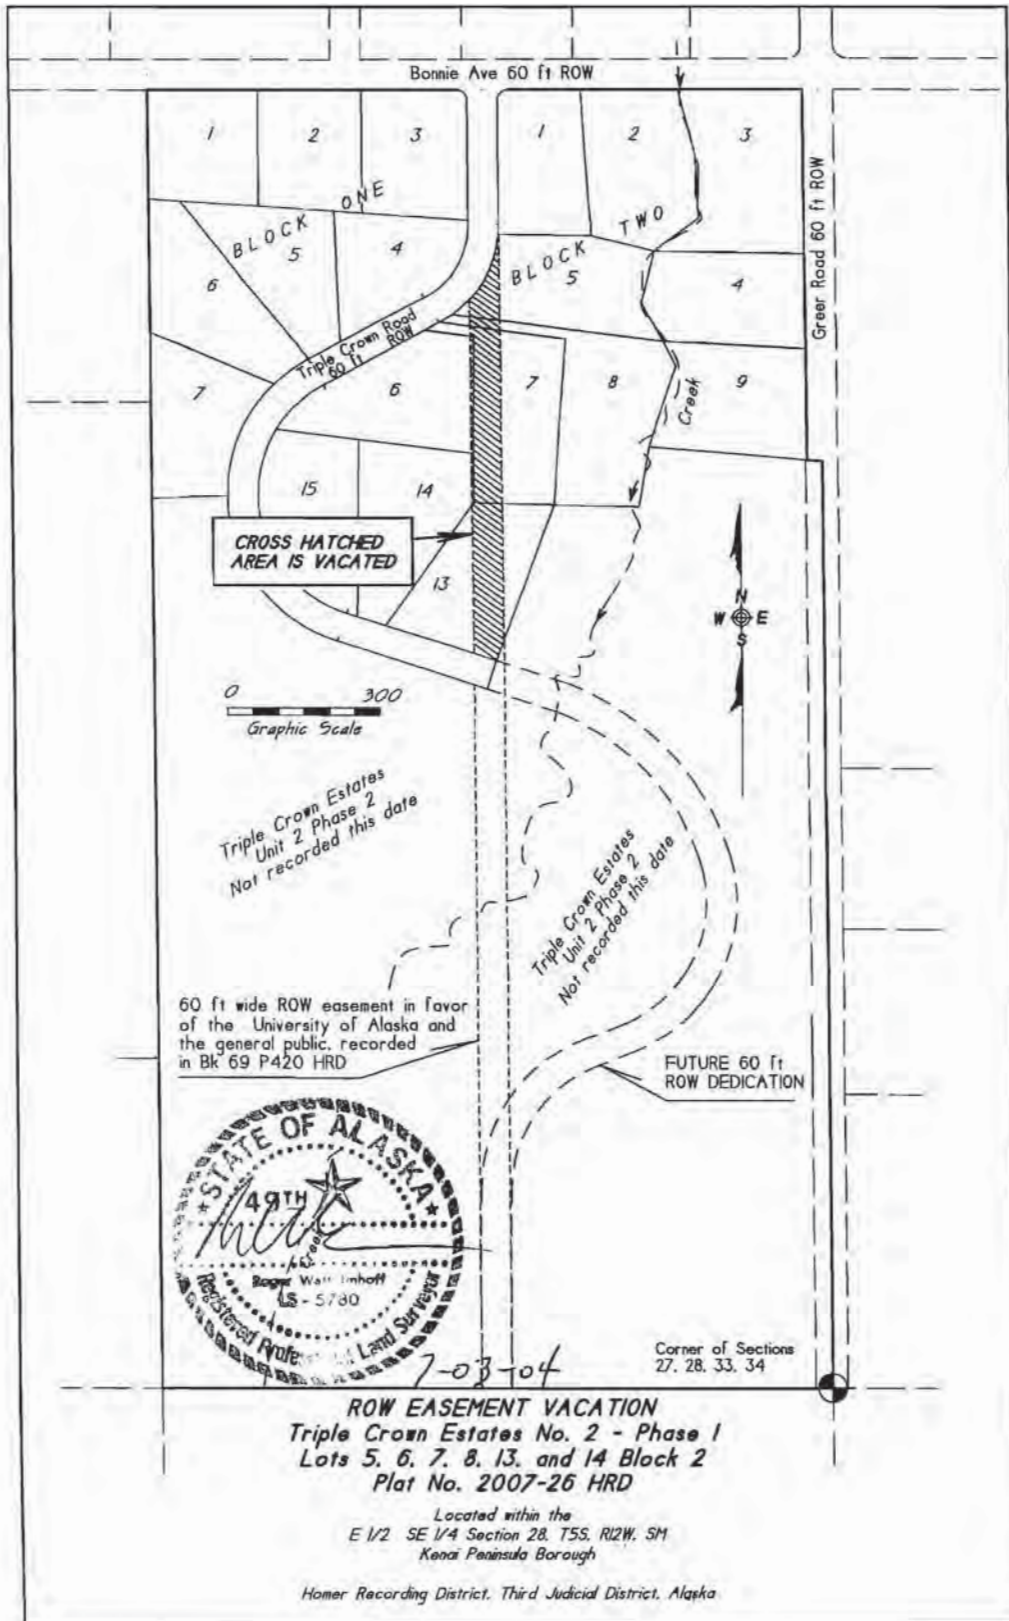 Bonnie Ave 60 ft ROW
1
2
3
1
2
3
BLOCK ONE
BLOCK TWO
Greer Road 60 ft ROW
6
5
4
5
4
Triple Crown Road
60 ft ROW
7
6
7
8
9
Creek
15
14
CROSS HATCHED
AREA IS VACATED
13
N
W E
S
0 300
Graphic Scale
Triple Crown Estates
Unit 2 Phase 2
Not recorded this date
Triple Crown Estates
Unit 2 Phase 2
Not recorded this date
60 ft wide ROW easement in favor
of the University of Alaska and
the general public, recorded
in Bk 69 P420 HRD
FUTURE 60 ft
ROW DEDICATION
STATE OF ALASKA
49TH
Creek
Roger Imhoff
LS - 5780
Registered Professional Land Surveyor
7-03-04
Corner of Sections
27, 28, 33, 34
ROW EASEMENT VACATION
Triple Crown Estates No. 2 - Phase 1
Lots 5, 6, 7, 8, 13, and 14 Block 2
Plat No. 2007-26 HRD
Located within the
E 1/2 SE 1/4 Section 28, T5S, R12W, SM
Kenai Peninsula Borough
Homer Recording District, Third Judicial District, Alaska